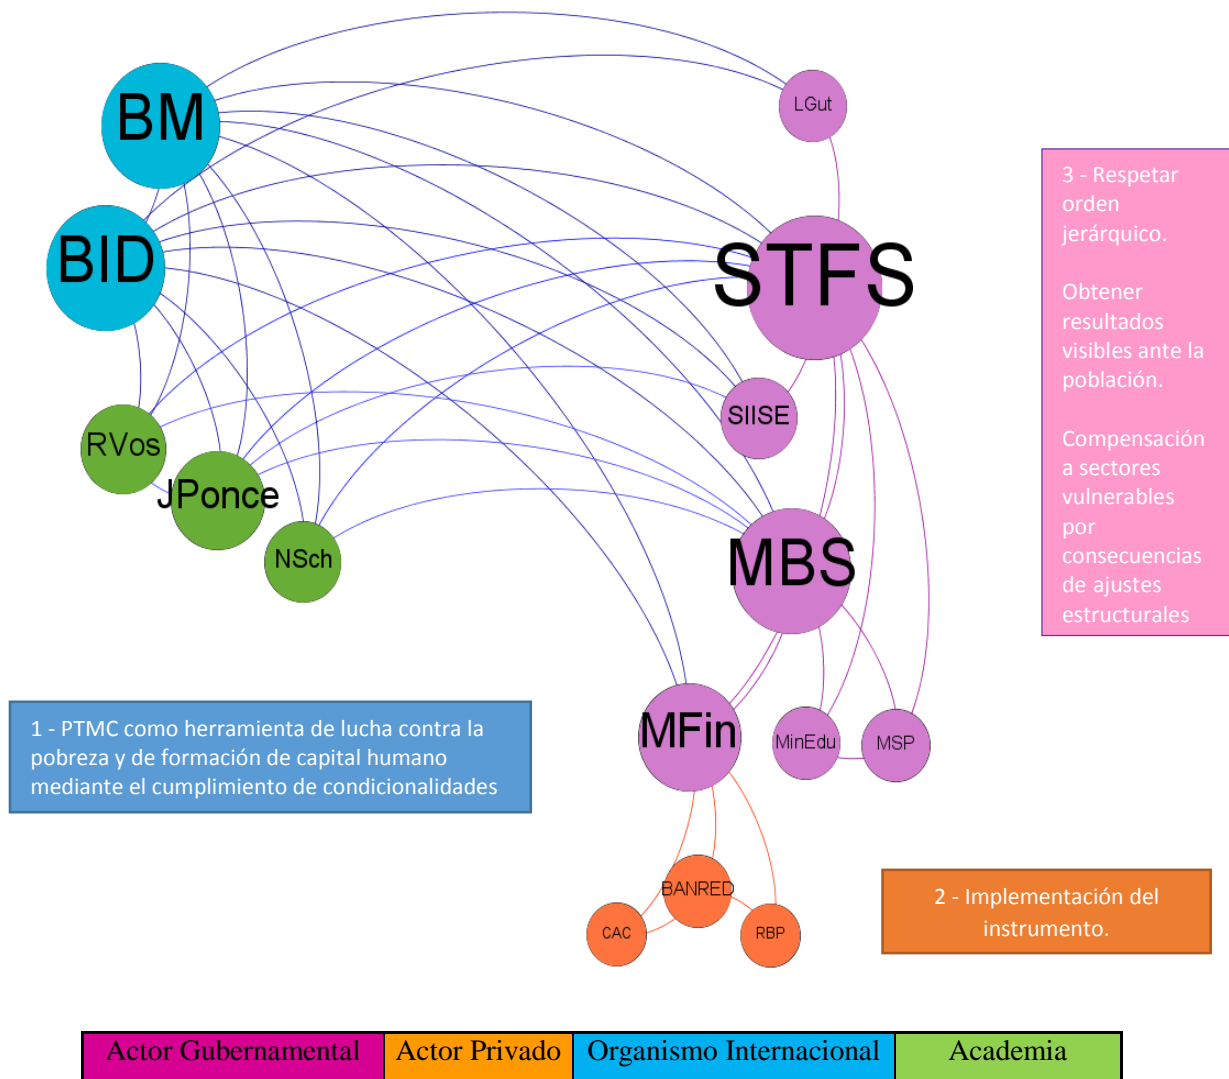 BM
LGut
3 - Respetar
orden
jerárquico.
Obtener
resultados
visibles ante la
población.
Compensación
a sectores
vulnerables
por
consecuencias
de ajustes
estructurales
BID
STFS
SIISE
RVos
JPonce
NSch
MBS
1 - PTMC como herramienta de lucha contra la
pobreza y de formación de capital humano
mediante el cumplimiento de condicionalidades
MFin
MinEdu
MSP
BANRED
CAC
RBP
2 - Implementación del
instrumento.
Actor Gubernamental Actor Privado Organismo Internacional Academia